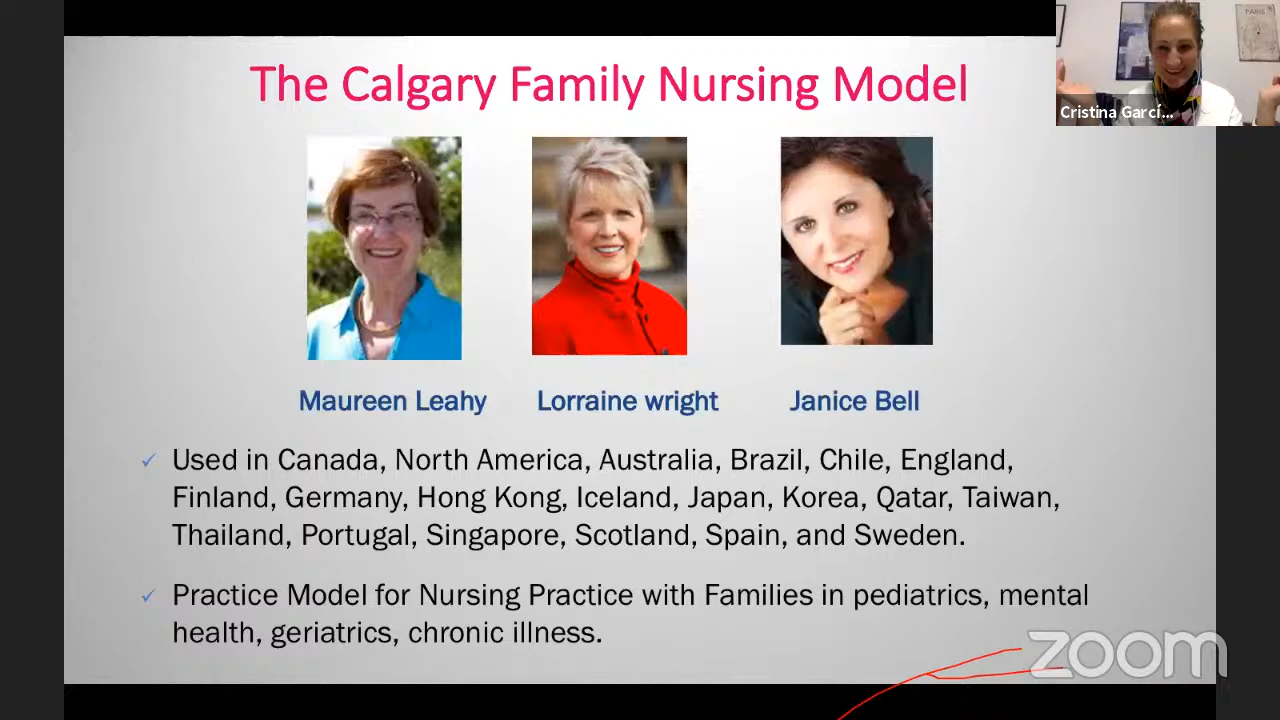 The Calgary Family Nursing Model
PARIS
Cristina Garcí...
Maureen Leahy
Lorraine wright
Janice Bell
Used in Canada, North America, Australia, Brazil, Chile, England,
Finland, Germany, Hong Kong, Iceland, Japan, Korea, Qatar, Taiwan,
Thailand, Portugal, Singapore, Scotland, Spain, and Sweden.
Practice Model for Nursing Practice with Families in pediatrics, mental
health, geriatrics, chronic illness.
zoom